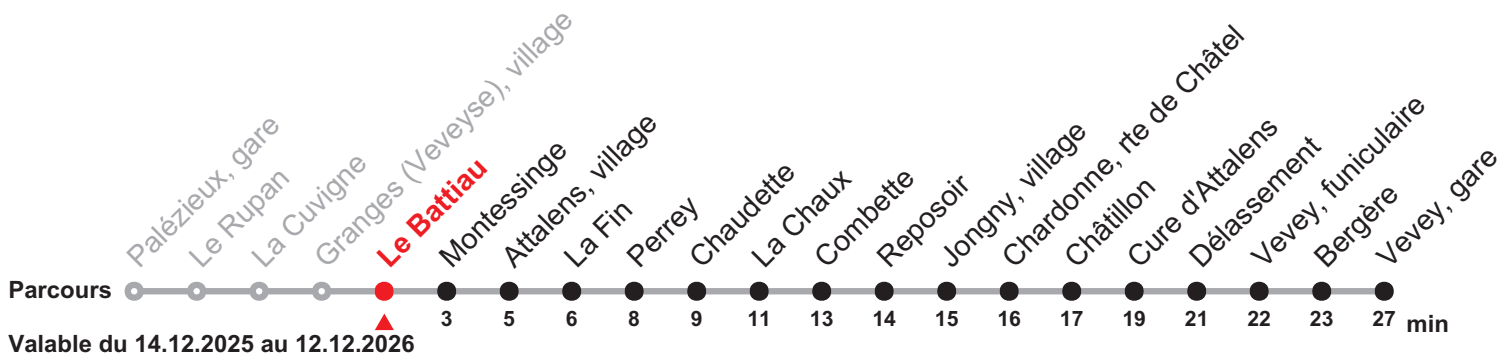 Palézieux, gare
Le Rupan
La Cuvigne
Granges (Veveyse), village
Le Battiau
Montessinge
Attalens, village
La Fin
Perrey
Chaudette
La Chaux
Combette
Reposoir
Jongny, village
Chardonne, rte de Châtel
Châtillon
Cure d'Attalens
Délassement
Vevey, funiculaire
Bergère
Vevey, gare
Parcours
3 5 6 8 9 11 13 14 15 16 17 19 21 22 23 27 min
Valable du 14.12.2025 au 12.12.2026